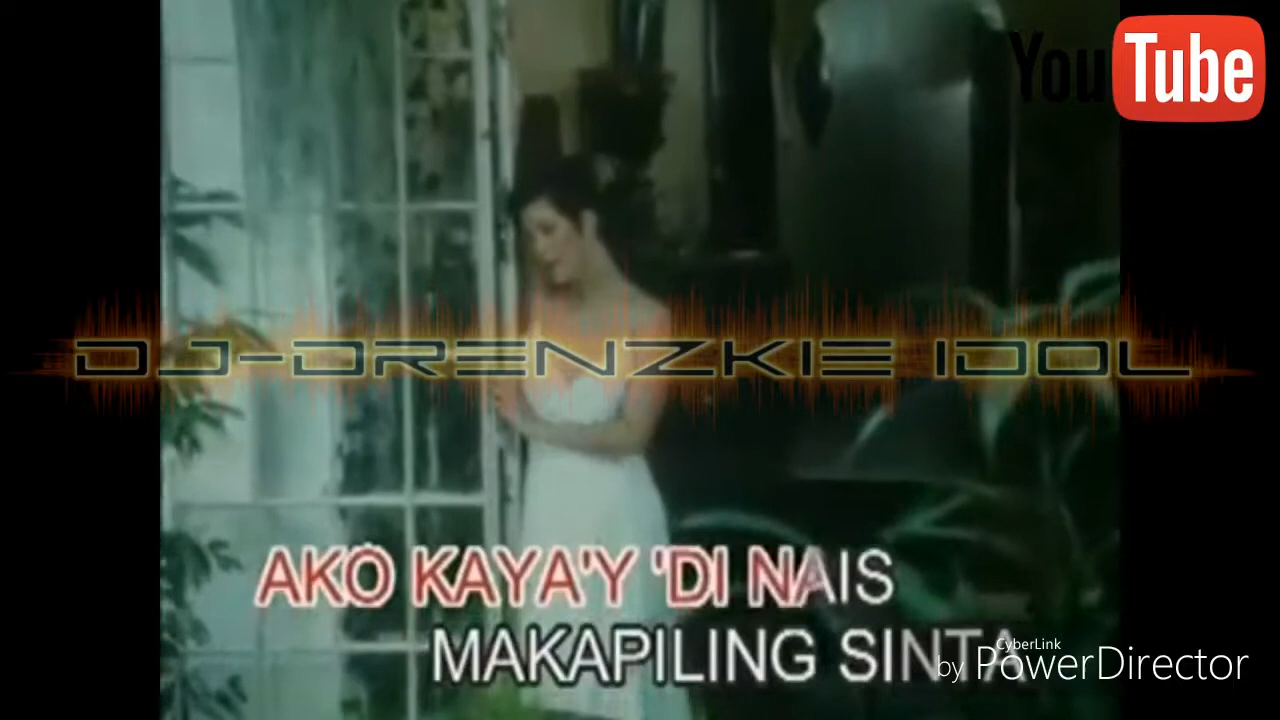 YouTube
DJ-DRENZKIE IDOL
AKO KAYA'Y 'DI NAIS
MAKAPILING SINTA
CyberLink
by PowerDirector